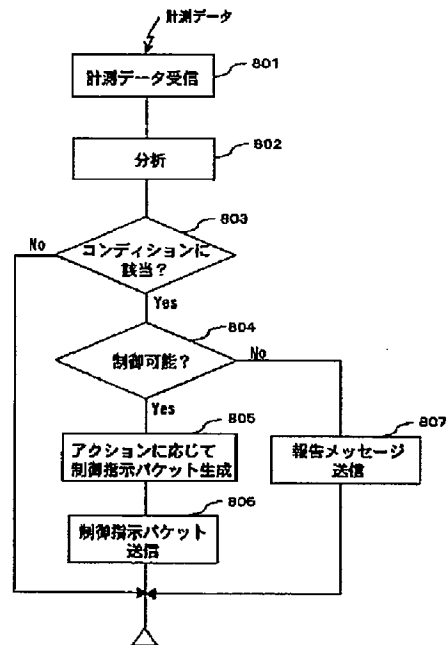 計測データ
計測データ受信
801
分析
802
803
No
コンディションに
該当？
Yes
804
制御可能？
No
Yes
805
アクションに応じて
制御指示パケット生成
807
報告メッセージ
送信
806
制御指示パケット
送信